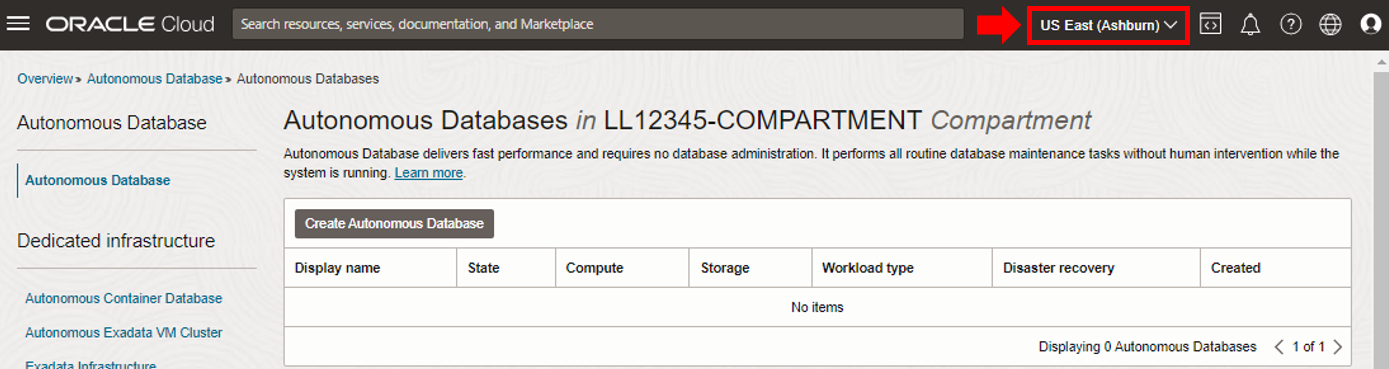 ORACLE Cloud
Search resources, services, documentation, and Marketplace
US East (Ashburn)
Overview » Autonomous Database » Autonomous Databases
Autonomous Database
Autonomous Database
Dedicated infrastructure
Autonomous Container Database
Autonomous Exadata VM Cluster
Exadata Infrastructure
Autonomous Databases in LL12345-COMPARTMENT Compartment
Autonomous Database delivers fast performance and requires no database administration. It performs all routine database maintenance tasks without human intervention while the
system is running. Learn more.
Create Autonomous Database
Display name State Compute Storage Workload type Disaster recovery Created
No items
Displaying 0 Autonomous Databases < 1 of 1 >